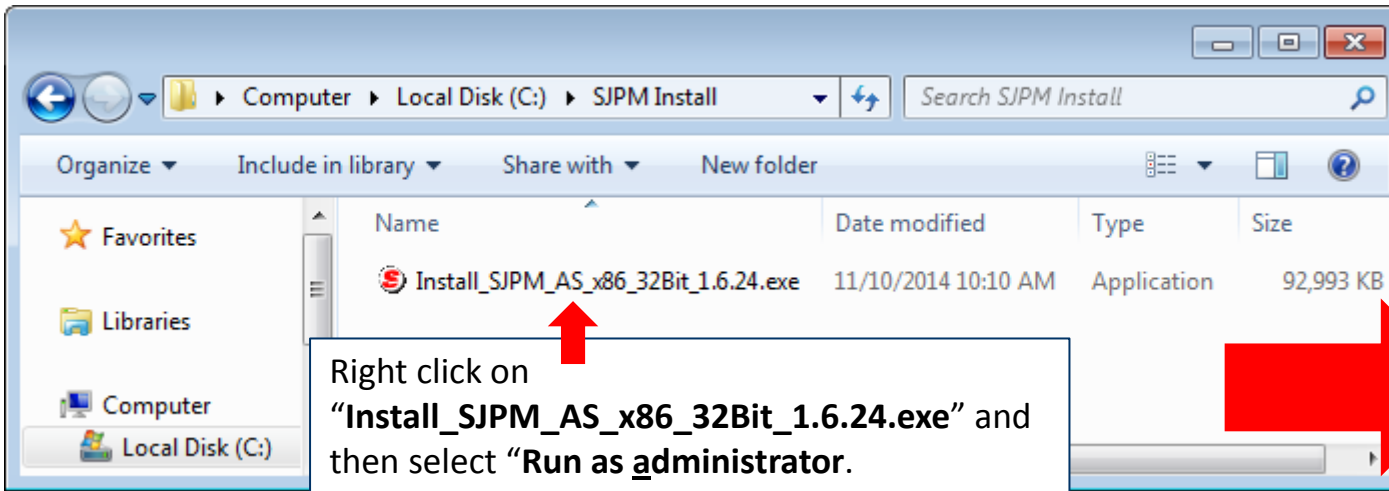 Computer Local Disk (C:) SJPM Install Search SJPM Install
Organize Include in library Share with New folder
Favorites
Libraries
Computer
Local Disk (C:)
Name Date modified Type Size
Install_SJPM_AS_x86_32Bit_1.6.24.exe 11/10/2014 10:10 AM Application 92,993 KB
Right click on
“Install_SJPM_AS_x86_32Bit_1.6.24.exe” and
then select “Run as administrator.